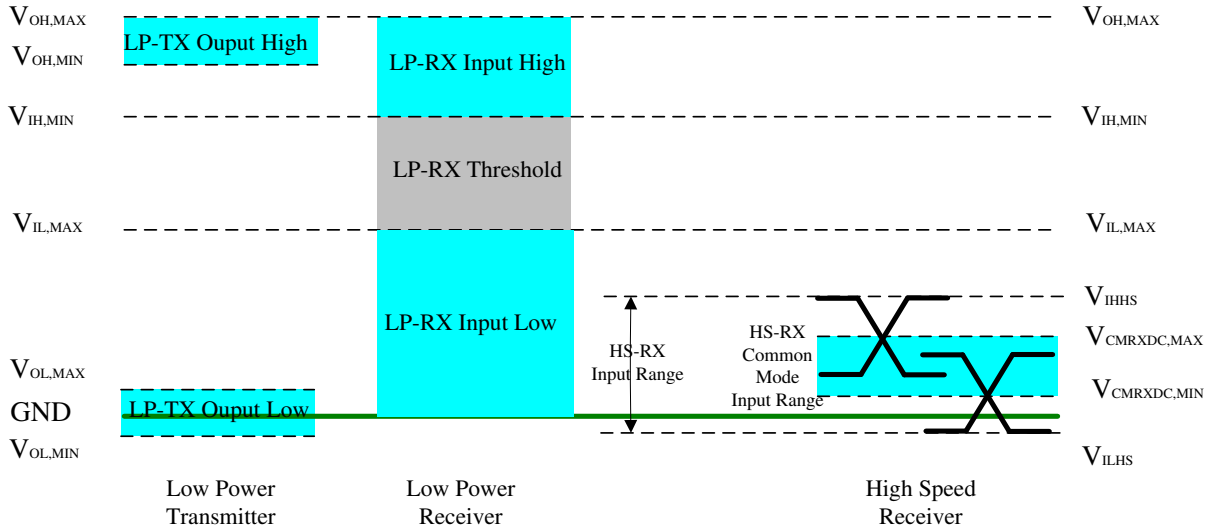 VOH,MAX
LP-TX Ouput High
VOH,MIN
VIH,MIN
VIL,MAX
VOL,MAX
GND
LP-TX Ouput Low
VOL,MIN
LP-RX Input High
LP-RX Threshold
LP-RX Input Low
HS-RX
Input Range
HS-RX
Common
Mode
Input Range
VOH,MAX
VIH,MIN
VIL,MAX
VIHHS
VCMRXDC,MAX
VCMRXDC,MIN
VILHS
Low Power
Transmitter
Low Power
Receiver
High Speed
Receiver